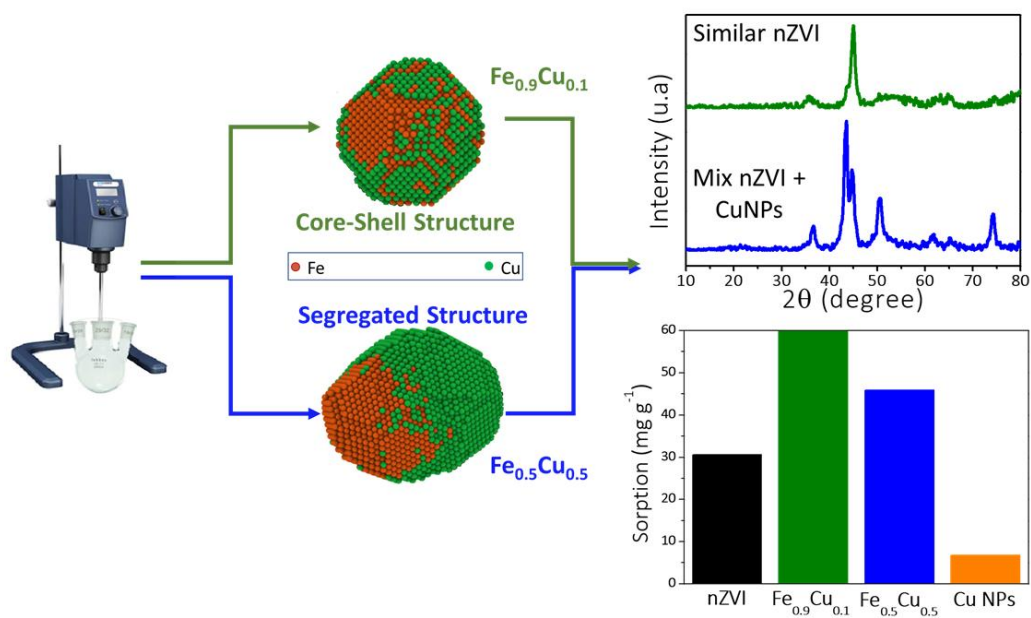 Fe₀.₉Cu₀.₁
Core-Shell Structure
Fe
Cu
Segregated Structure
Fe₀.₅Cu₀.₅
Similar nZVI
Mix nZVI +
CuNPs
Intensity (u.a)
10 20 30 40 50 60 70 80
2θ (degree)
Sorption (mg g⁻¹)
60
50
40
30
20
10
0
nZVI Fe₀.₉Cu₀.₁ Fe₀.₅Cu₀.₅ Cu NPs